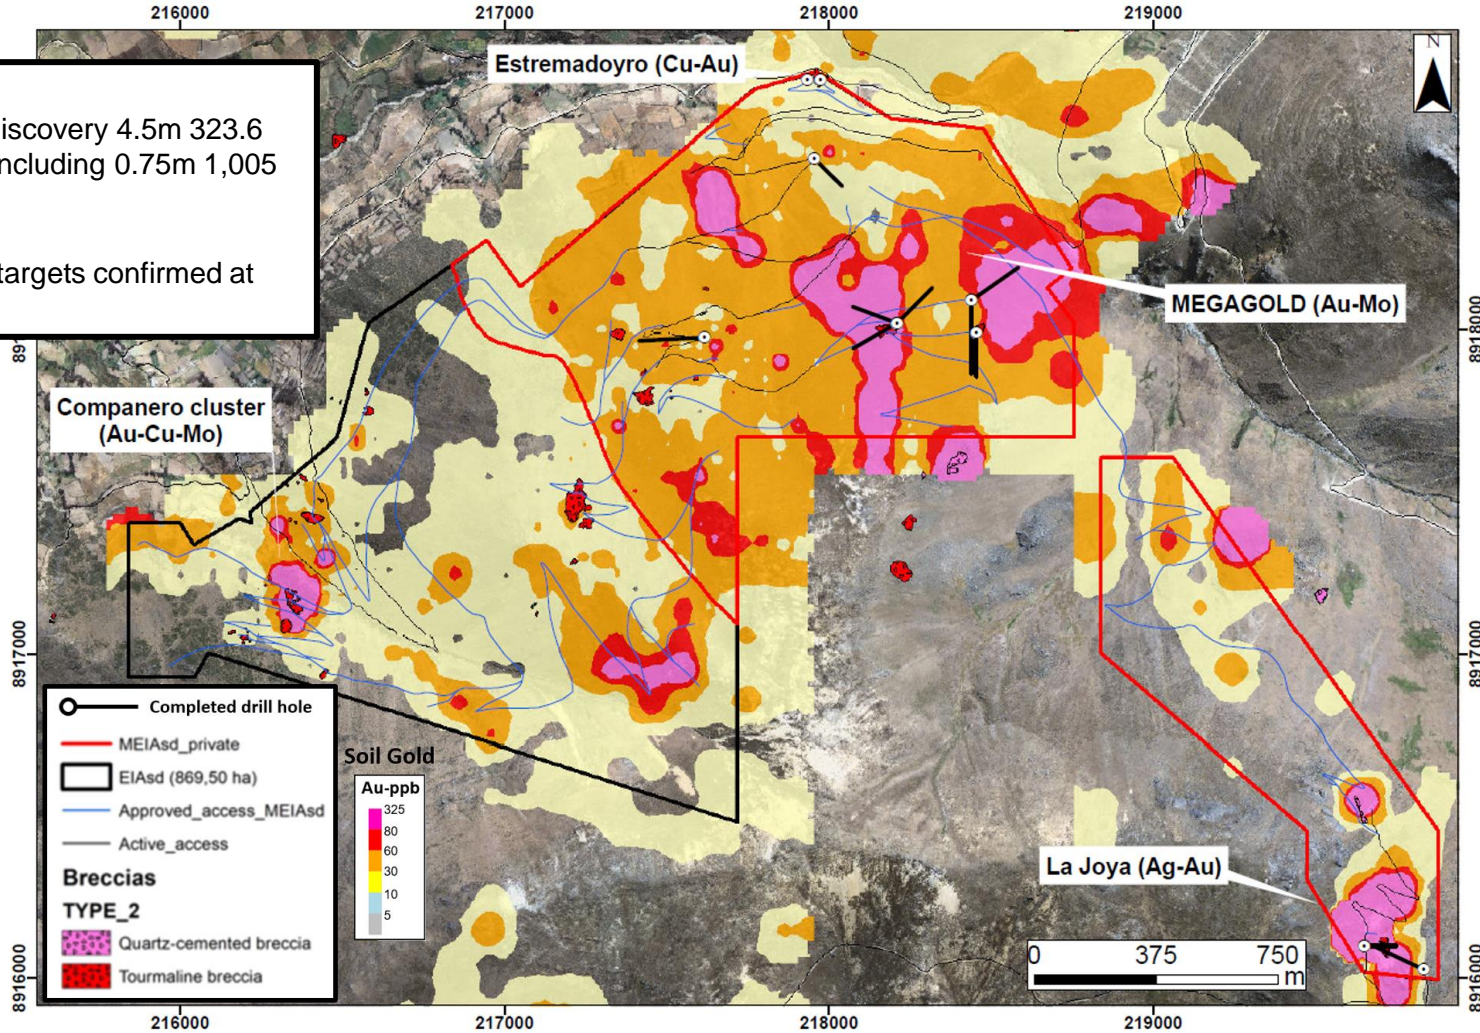 216000
217000
218000
219000
iscovery 4.5m 323.6
ncluding 0.75m 1,005
targets confirmed at
Estremadoyro (Cu-Au)
N
MEGAGOLD (Au-Mo)
8918000
Companero cluster
(Au-Cu-Mo)
8917000
8917000
Completed drill hole
MEIAsd_private
EIAsd (869,50 ha)
Approved_access_MEIAsd
Active_access
Breccias
TYPE_2
Quartz-cemented breccia
Tourmaline breccia
Soil Gold
Au-ppb
325
80
60
30
10
5
La Joya (Ag-Au)
0 375 750
m
8916000
8916000
216000
217000
218000
219000